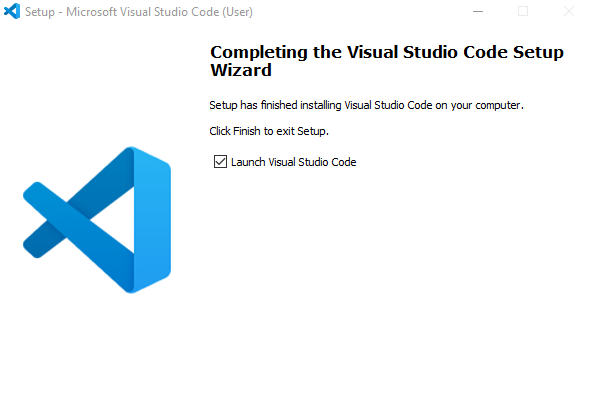 Setup - Microsoft Visual Studio Code (User)
Completing the Visual Studio Code Setup
Wizard
Setup has finished installing Visual Studio Code on your computer.
Click Finish to exit Setup.
Launch Visual Studio Code